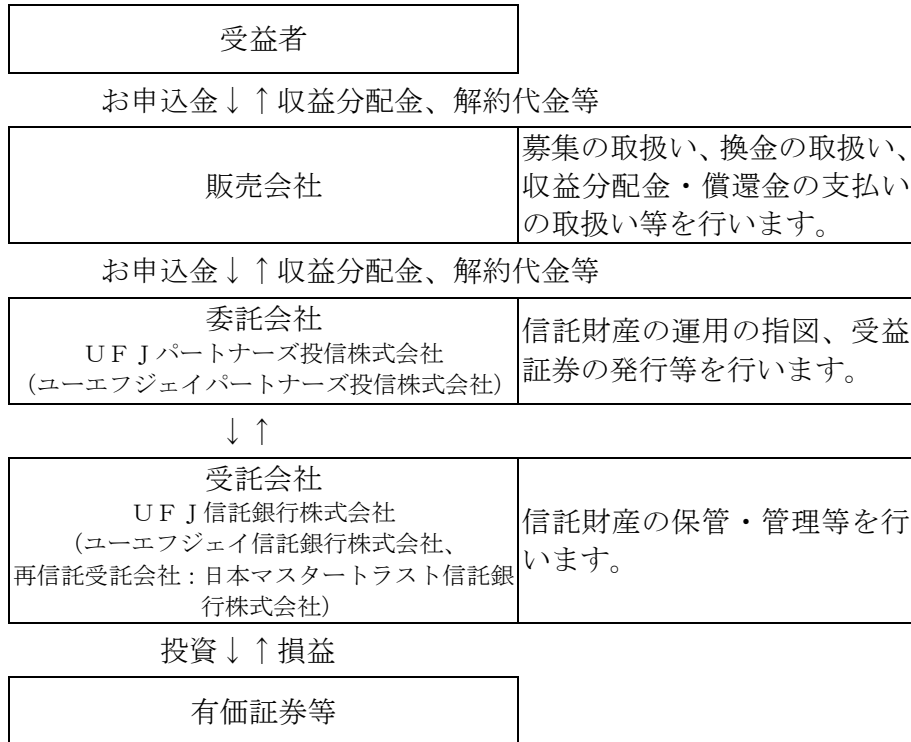 受益者
お申込金↓↑収益分配金、解約代金等
販売会社
募集の取扱い、換金の取扱い、
収益分配金・償還金の支払い
の取扱い等を行います。
お申込金↓↑収益分配金、解約代金等
委託会社
ＵＦＪパートナーズ投信株式会社
（ユーエフジェイパートナーズ投信株式会社）
信託財産の運用の指図、受益
証券の発行等を行います。
↓↑
受託会社
ＵＦＪ信託銀行株式会社
（ユーエフジェイ信託銀行株式会社、
再信託受託会社：日本マスタートラスト信託銀
行株式会社）
信託財産の保管・管理等を行
います。
投資↓↑損益
有価証券等